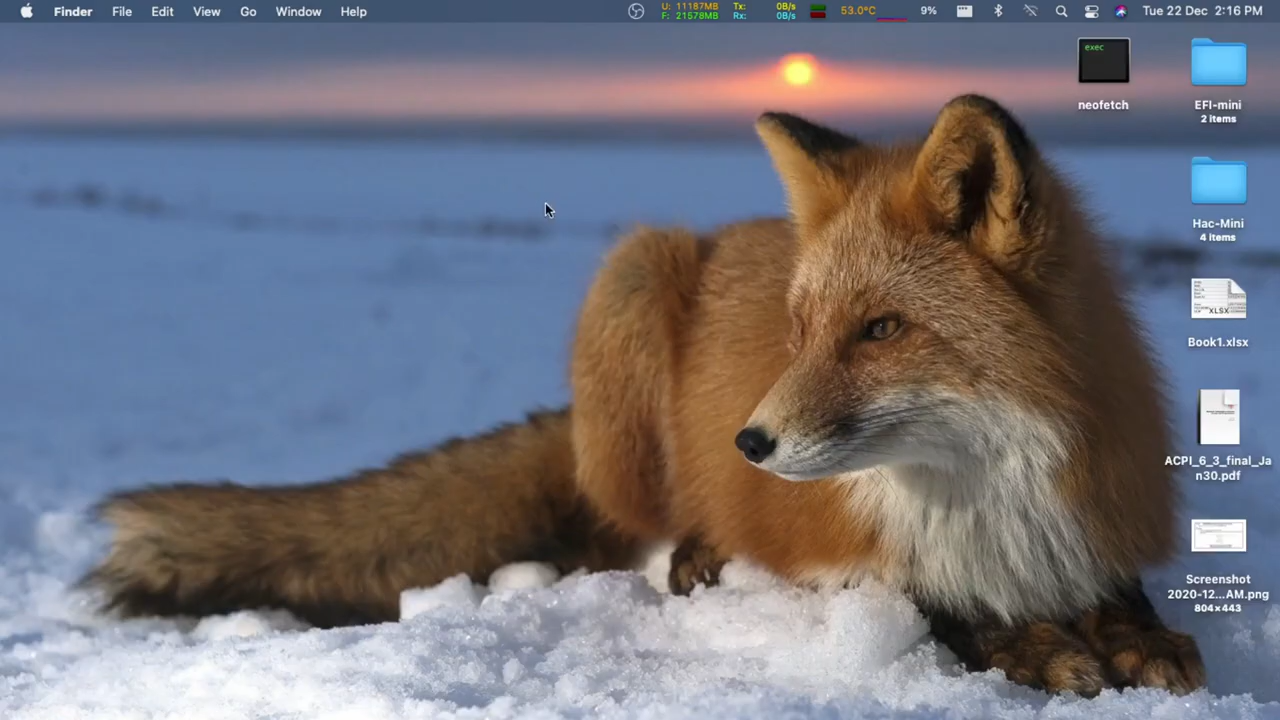 Finder File Edit View Go Window Help U: 11187MB Tx: 0B/s 53.0°C 9% Tue 22 Dec 2:16 PM
F: 21578MB Rx: 0B/s
exec
neofetch
EFI-mini
2 items
Hac-Mini
4 items
XLSX
Book1.xlsx
ACPI_6_3_final_Ja
n30.pdf
Screenshot
2020-12...AM.png
804×443